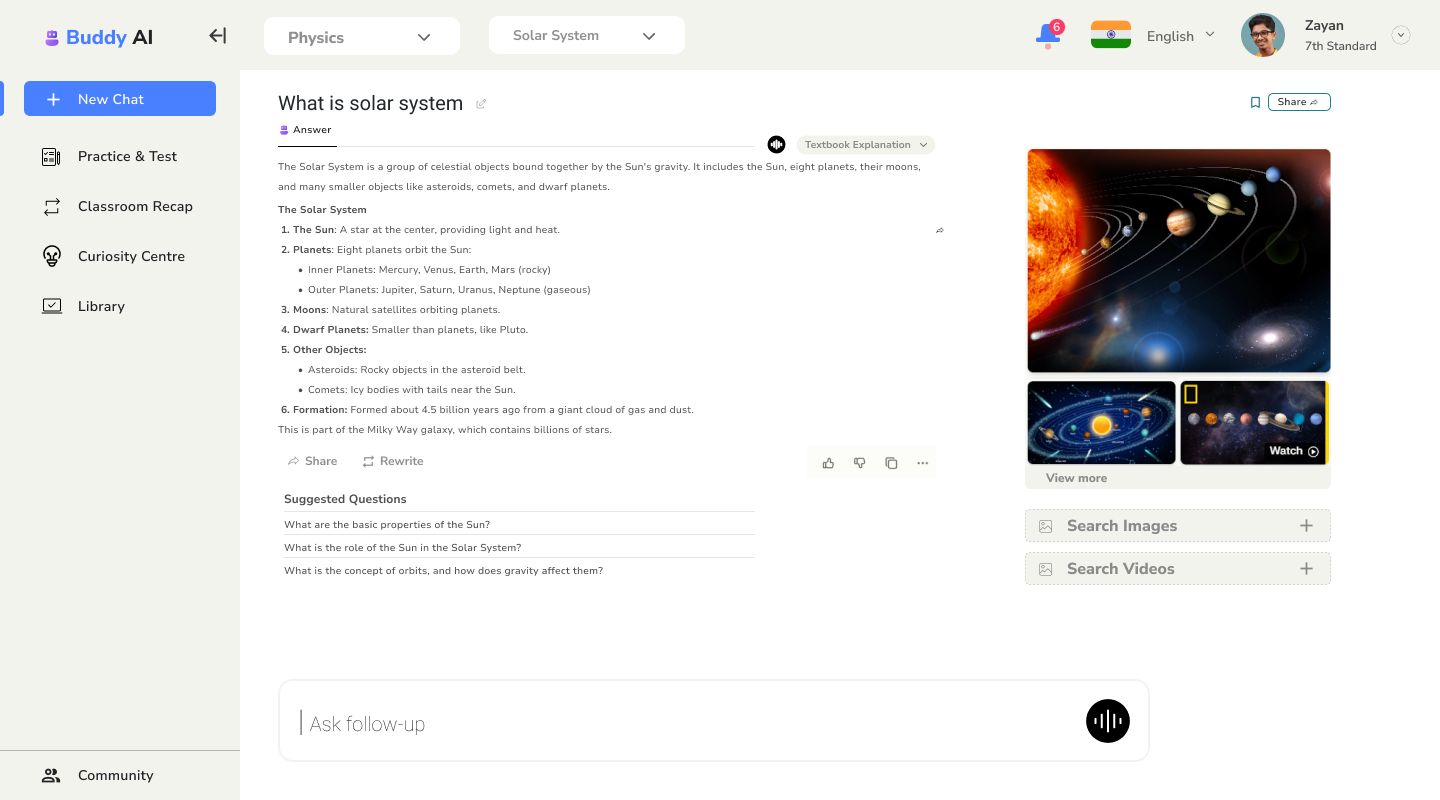 Buddy AI
Physics
Solar System
6
English
Zayan
7th Standard
New Chat
Practice & Test
Classroom Recap
Curiosity Centre
Library
Community
What is solar system
Share
Answer
Textbook Explanation
The Solar System is a group of celestial objects bound together by the Sun's gravity. It includes the Sun, eight planets, their moons,
and many smaller objects like asteroids, comets, and dwarf planets.
The Solar System
1. The Sun: A star at the center, providing light and heat.
2. Planets: Eight planets orbit the Sun:
• Inner Planets: Mercury, Venus, Earth, Mars (rocky)
• Outer Planets: Jupiter, Saturn, Uranus, Neptune (gaseous)
3. Moons: Natural satellites orbiting planets.
4. Dwarf Planets: Smaller than planets, like Pluto.
5. Other Objects:
• Asteroids: Rocky objects in the asteroid belt.
• Comets: Icy bodies with tails near the Sun.
6. Formation: Formed about 4.5 billion years ago from a giant cloud of gas and dust.
This is part of the Milky Way galaxy, which contains billions of stars.
Share
Rewrite
Suggested Questions
What are the basic properties of the Sun?
What is the role of the Sun in the Solar System?
What is the concept of orbits, and how does gravity affect them?
Watch
View more
Search Images
Search Videos
Ask follow-up